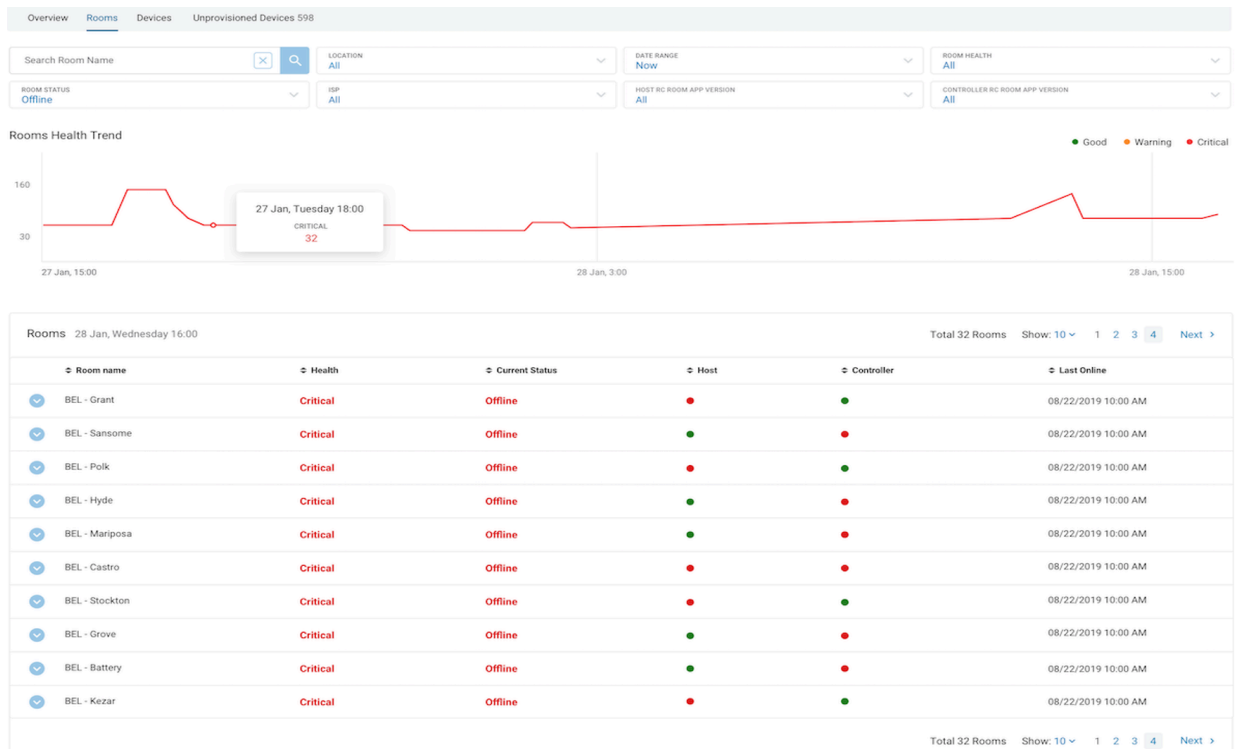 Overview Rooms Devices Unprovisioned Devices 598
Search Room Name
LOCATION
All
DATE RANGE
Now
ROOM HEALTH
All
ROOM STATUS
Offline
ISP
All
HOST RC ROOM APP VERSION
All
CONTROLLER RC ROOM APP VERSION
All
Rooms Health Trend
Good Warning Critical
160
30
27 Jan, Tuesday 18:00
CRITICAL
32
27 Jan, 15:00 28 Jan, 3:00 28 Jan, 15:00
Rooms 28 Jan, Wednesday 16:00 Total 32 Rooms Show: 10 1 2 3 4 Next
Room name Health Current Status Host Controller Last Online
BEL - Grant Critical Offline 08/22/2019 10:00 AM
BEL - Sansome Critical Offline 08/22/2019 10:00 AM
BEL - Polk Critical Offline 08/22/2019 10:00 AM
BEL - Hyde Critical Offline 08/22/2019 10:00 AM
BEL - Mariposa Critical Offline 08/22/2019 10:00 AM
BEL - Castro Critical Offline 08/22/2019 10:00 AM
BEL - Stockton Critical Offline 08/22/2019 10:00 AM
BEL - Grove Critical Offline 08/22/2019 10:00 AM
BEL - Battery Critical Offline 08/22/2019 10:00 AM
BEL - Kezar Critical Offline 08/22/2019 10:00 AM
Total 32 Rooms Show: 10 1 2 3 4 Next